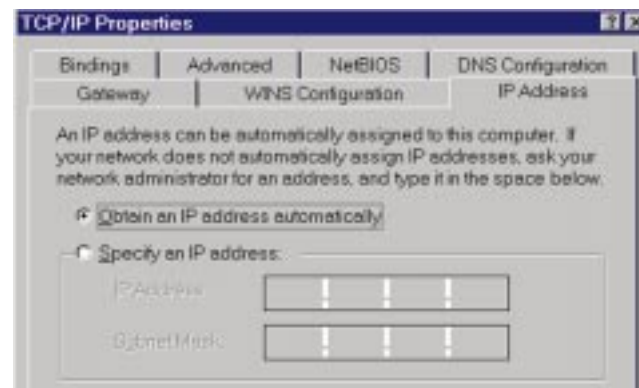 TCP/IP Properties
Bindings Advanced NetBIOS DNS Configuration
Gateway WINS Configuration IP Address
An IP address can be automatically assigned to this computer. If
your network does not automatically assign IP addresses, ask your
network administrator for an address, and type it in the space below.
Obtain an IP address automatically
Specify an IP address:
IP Address:
Subnet Mask: